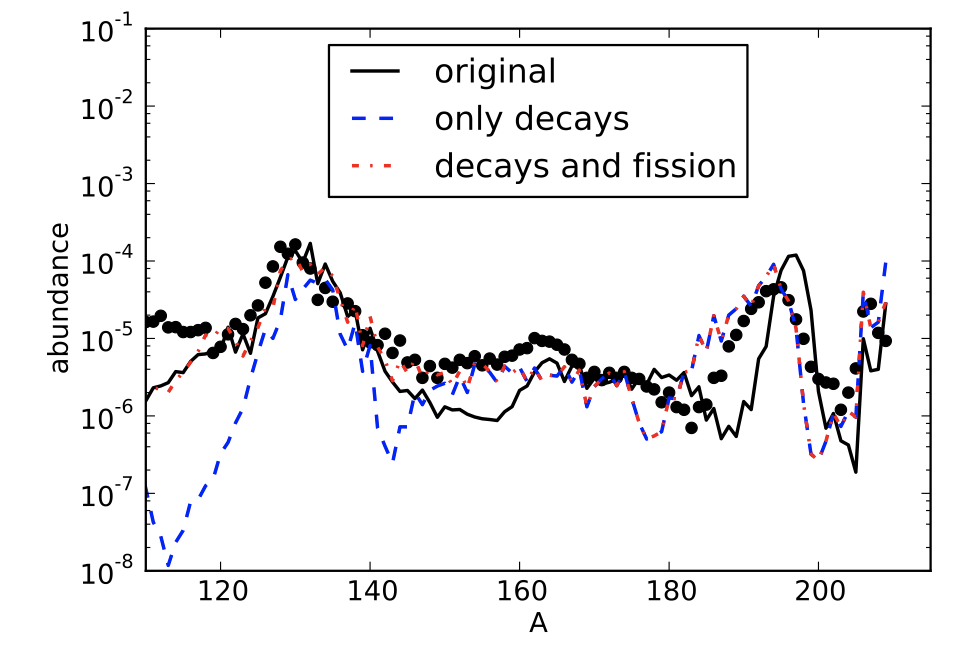 original
only decays
decays and fission
abundance
10^-1
10^-2
10^-3
10^-4
10^-5
10^-6
10^-7
10^-8
120 140 160 180 200
A